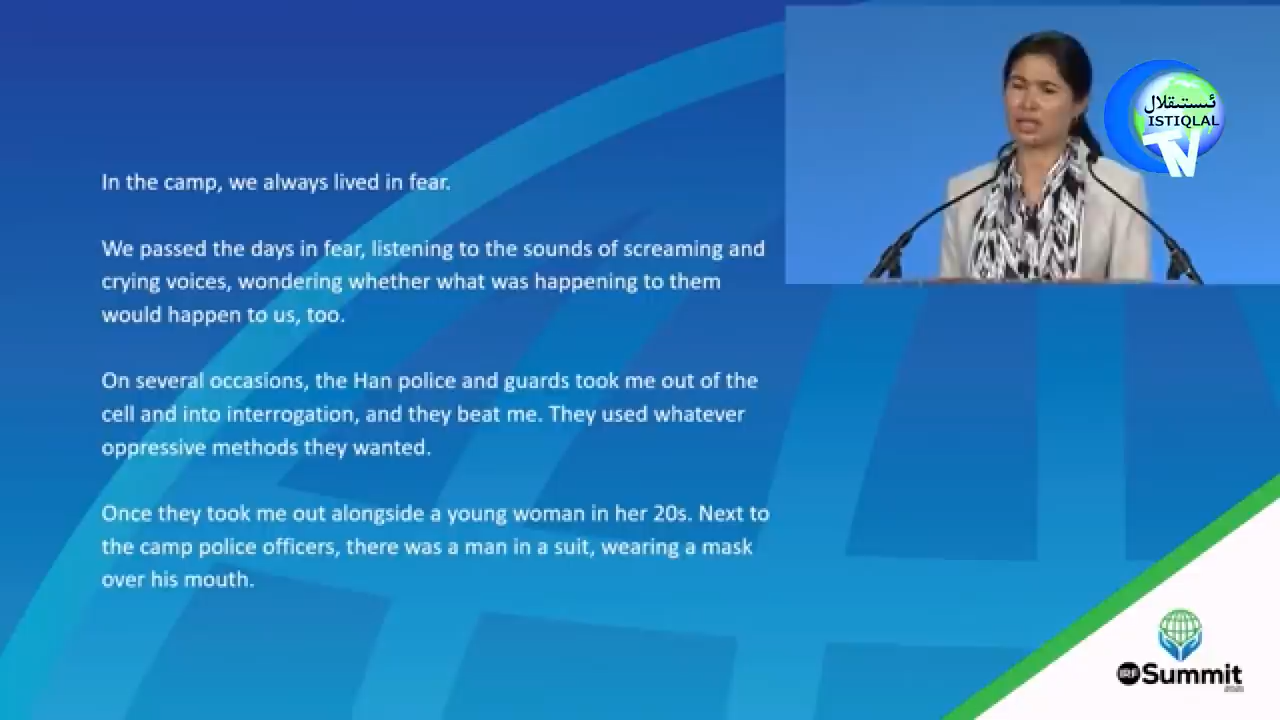 ئىستىقلال
ISTIQLAL
TV
In the camp, we always lived in fear.
We passed the days in fear, listening to the sounds of screaming and
crying voices, wondering whether what was happening to them
would happen to us, too.
On several occasions, the Han police and guards took me out of the
cell and into interrogation, and they beat me. They used whatever
oppressive methods they wanted.
Once they took me out alongside a young woman in her 20s. Next to
the camp police officers, there was a man in a suit, wearing a mask
over his mouth.
IRF Summit